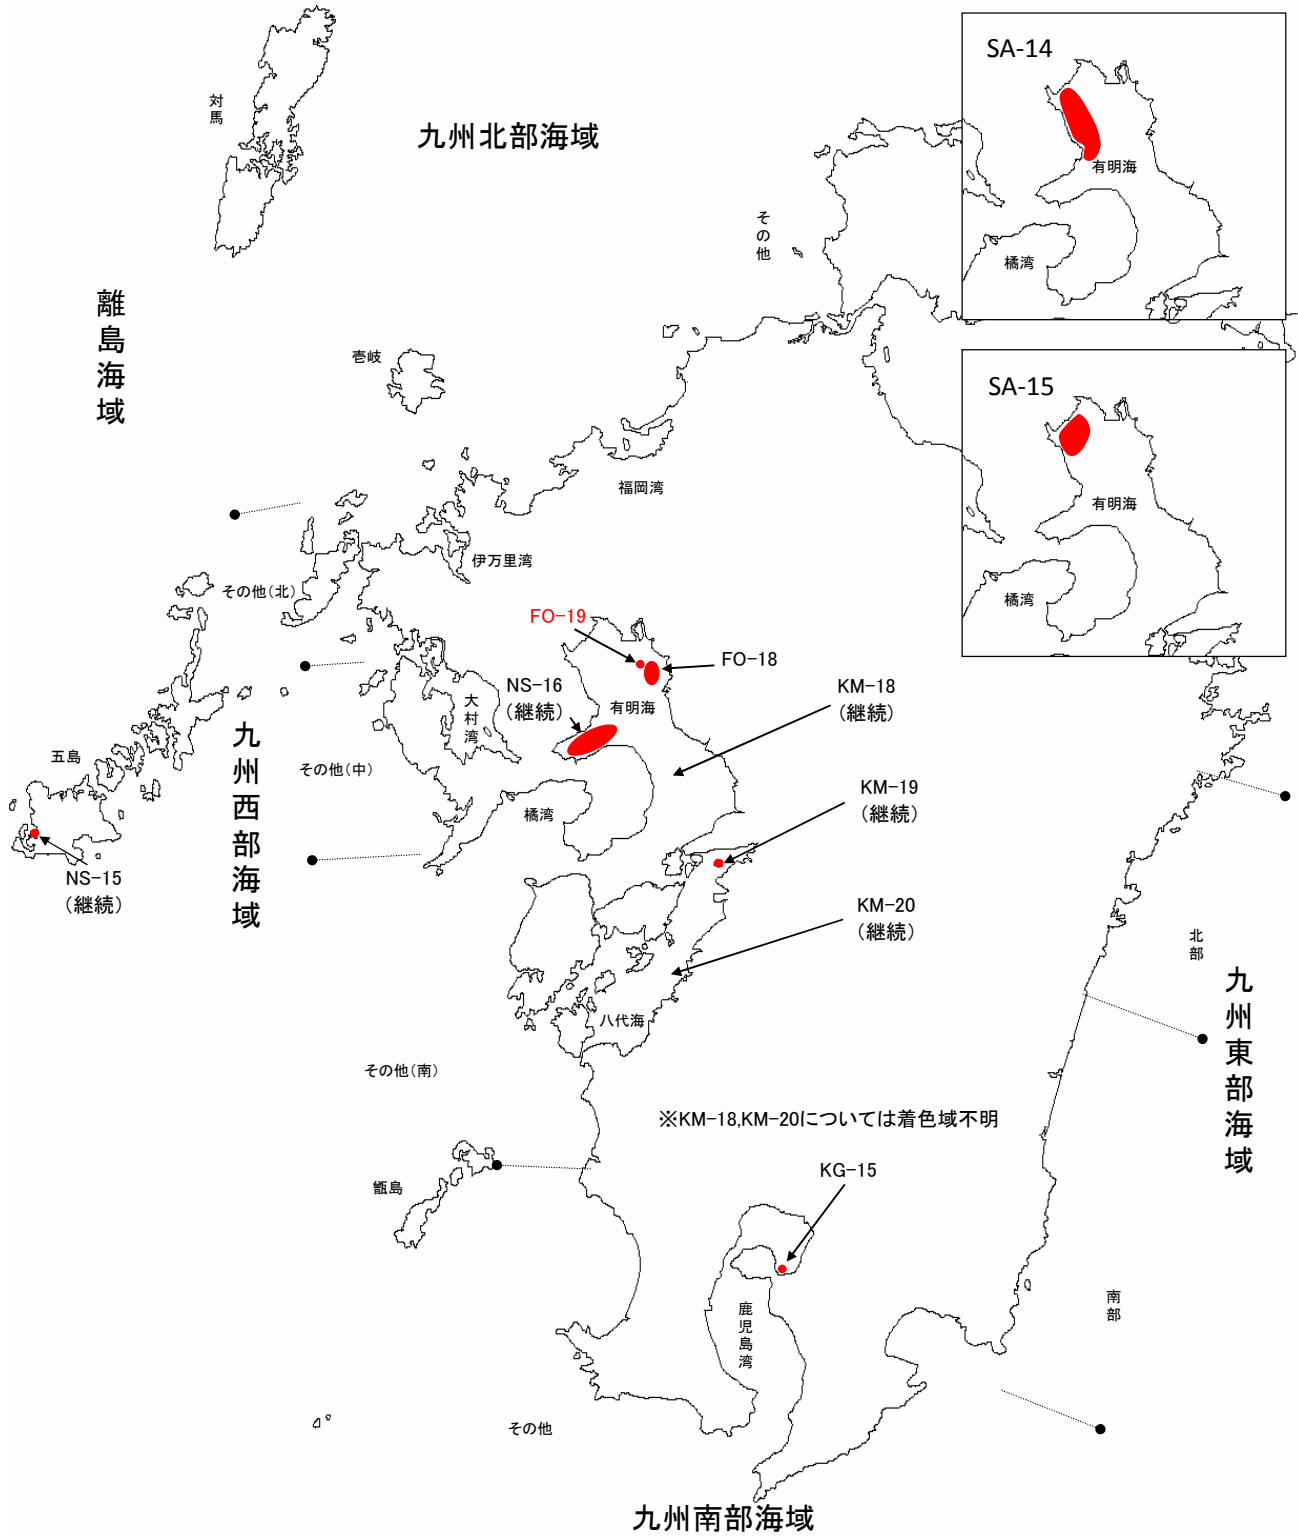 SA-14
有明海
橘湾
SA-15
有明海
橘湾
対馬
九州北部海域
その他
離島海域
壱岐
福岡湾
伊万里湾
その他(北)
FO-19
FO-18
NS-16
(継続)
有明海
KM-18
(継続)
大村湾
五島
九州西部海域
その他(中)
KM-19
(継続)
橘湾
NS-15
(継続)
KM-20
(継続)
北部
九州東部海域
八代海
その他(南)
※KM-18,KM-20については着色域不明
KG-15
甑島
鹿児島湾
南部
その他
九州南部海域